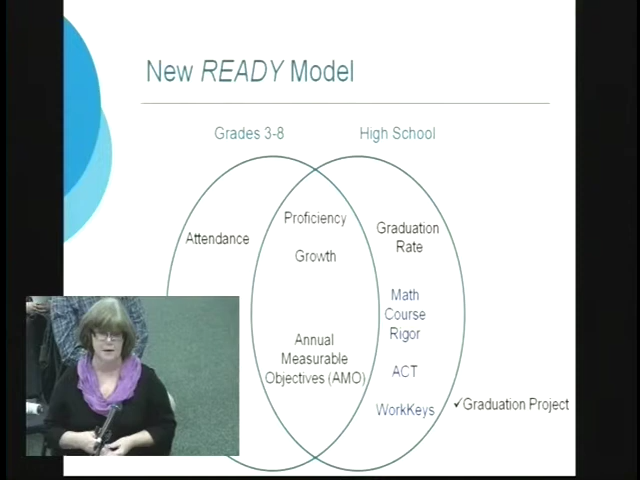 New READY Model
Grades 3-8
High School
Attendance
Proficiency
Growth
Annual
Measurable
Objectives (AMO)
Graduation
Rate
Math
Course
Rigor
ACT
WorkKeys
✓Graduation Project